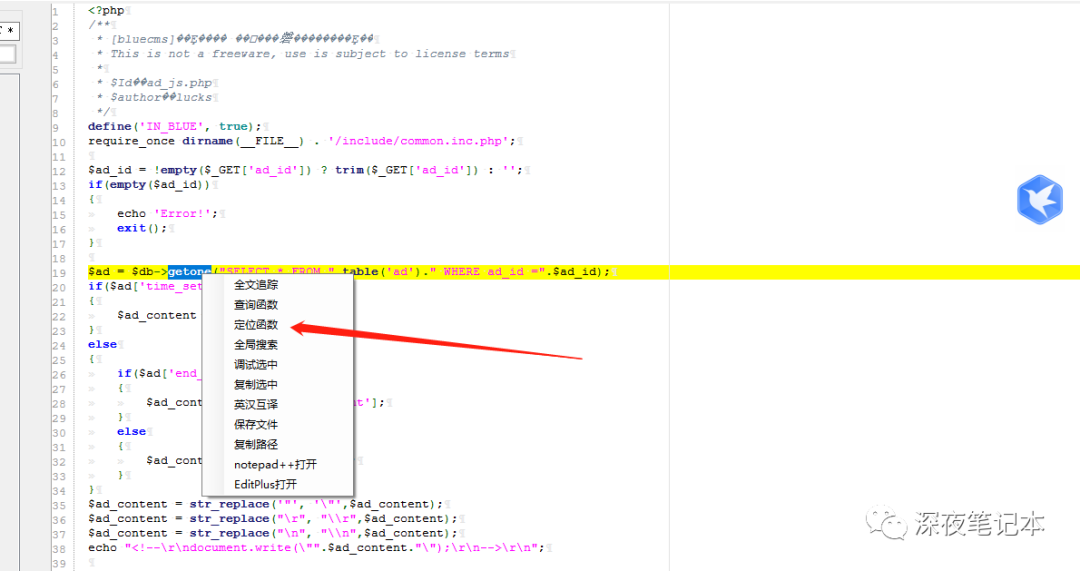 1 <?php
2 /**
3 * [bluecms]
4 * This is not a freeware, use is subject to license terms
5 *
6 * $Id ad_js.php
7 * $author lucks
8 */
9 define('IN_BLUE', true);
10 require_once dirname(__FILE__) . '/include/common.inc.php';
11
12 $ad_id = !empty($_GET['ad_id']) ? trim($_GET['ad_id']) : '';
13 if(empty($ad_id))
14 {
15 echo 'Error!';
16 exit();
17 }
18
19 $ad = $db->getone("SELECT * FROM ".table('ad')." WHERE ad_id =".$ad_id);
20 if($ad['time_set
21 {
22 $ad_content
23 }
24 else
25 {
26 if($ad['end_
27 {
28 $ad_cont t'];
29 }
30 else
31 {
32 $ad_cont
33 }
34 }
35 $ad_content = str_replace('"', '\"',$ad_content);
36 $ad_content = str_replace("\r", "\\r",$ad_content);
37 $ad_content = str_replace("\n", "\\n",$ad_content);
38 echo "<!--\r\ndocument.write(\"".$ad_content."\");\r\n-->\r\n";
39
全文追踪
查询函数
定位函数
全局搜索
调试选中
复制选中
英汉互译
保存文件
复制路径
notepad++打开
EditPlus打开
深夜笔记本